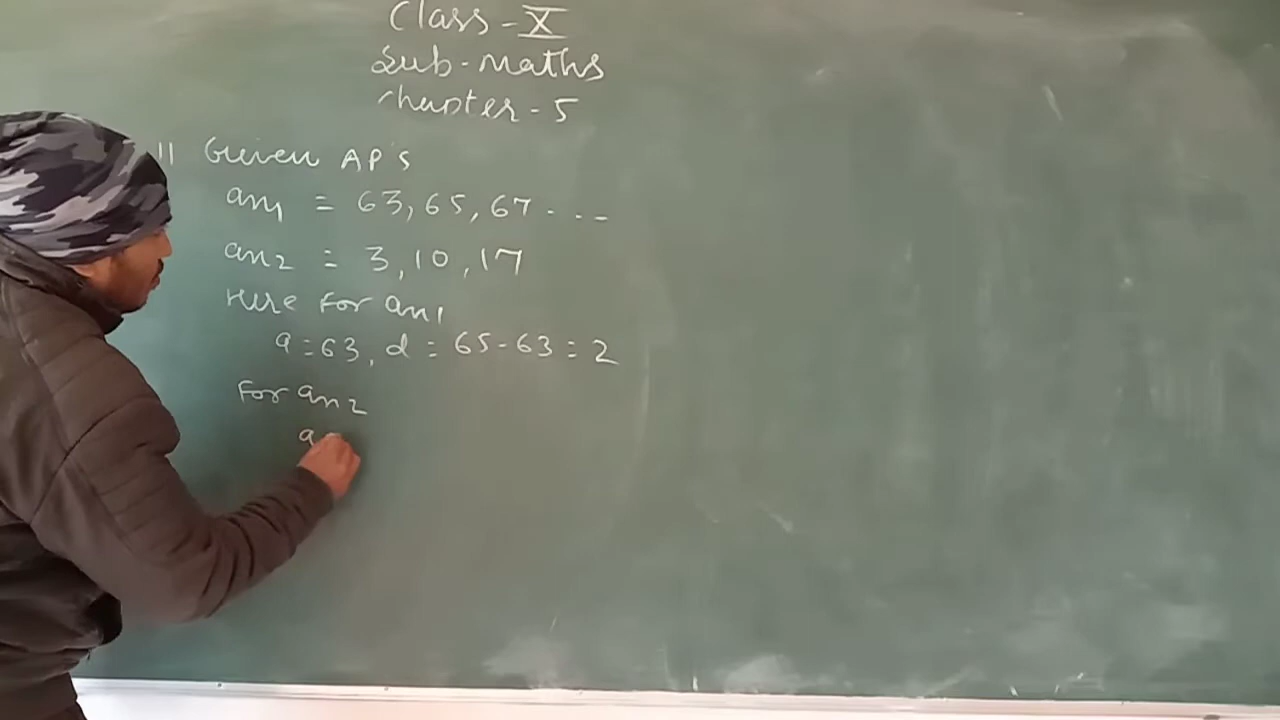 Class - X
Sub - Maths
Chapter - 5
11 Given AP's
an1 = 63, 65, 67 - - -
an2 = 3, 10, 17
Here for an1
a = 63, d = 65 - 63 = 2
For an2
a